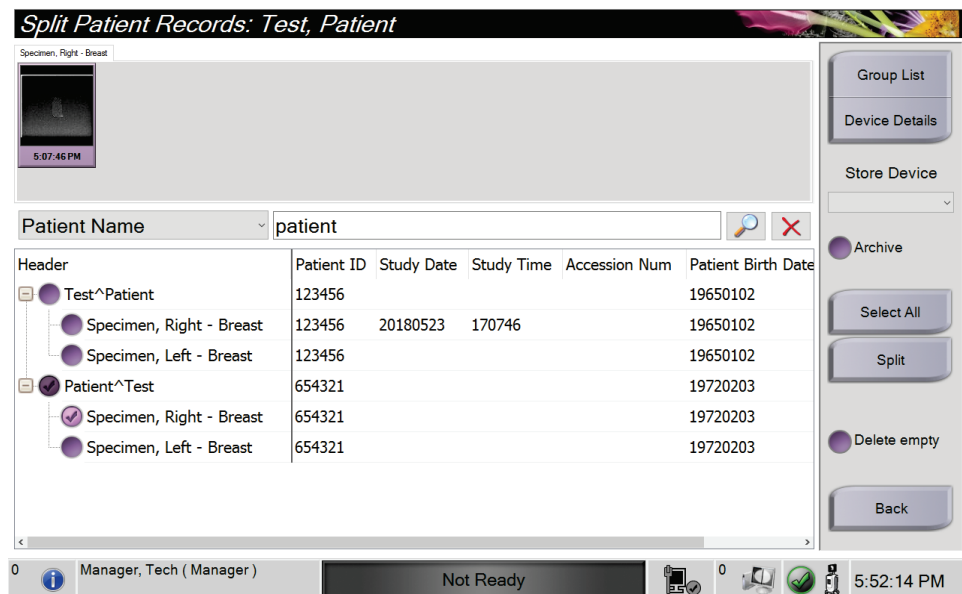 Split Patient Records: Test, Patient
Specimen, Right - Breast
5:07:46 PM
Group List
Device Details
Store Device
Archive
Select All
Split
Delete empty
Back
Patient Name patient
Header Patient ID Study Date Study Time Accession Num Patient Birth Date
Test^Patient 123456 19650102
Specimen, Right - Breast 123456 20180523 170746 19650102
Specimen, Left - Breast 123456 19650102
Patient^Test 654321 19720203
Specimen, Right - Breast 654321 19720203
Specimen, Left - Breast 654321 19720203
0 Manager, Tech ( Manager ) Not Ready 0 5:52:14 PM